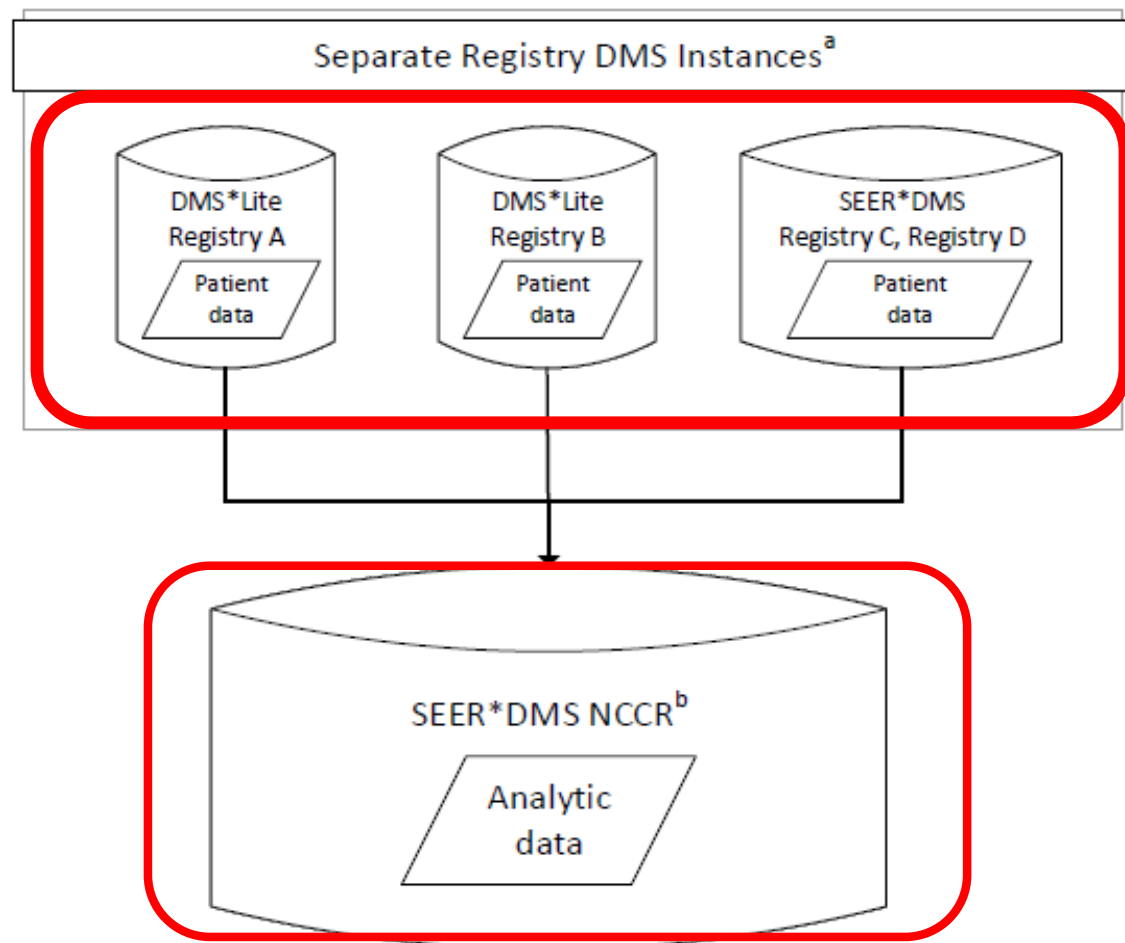 Separate Registry DMS Instancesᵃ
DMS*Lite
Registry A
Patient
data
DMS*Lite
Registry B
Patient
data
SEER*DMS
Registry C, Registry D
Patient
data
SEER*DMS NCCRᵇ
Analytic
data